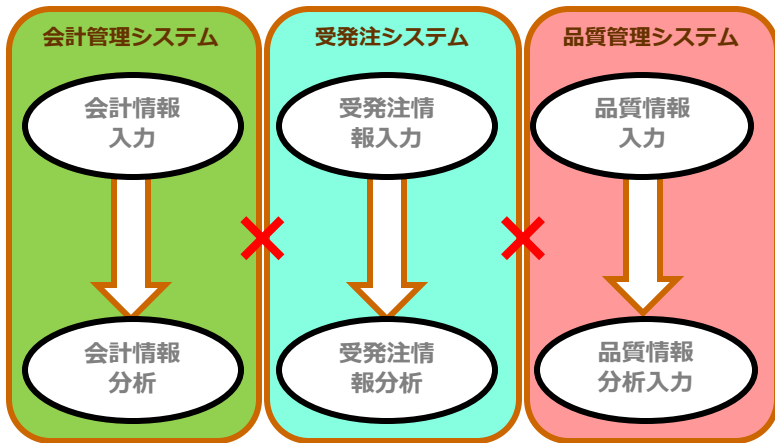 会計管理システム
受発注システム
品質管理システム
会計情報
入力
受発注情
報入力
品質情報
入力
会計情報
分析
受発注情
報分析
品質情報
分析入力